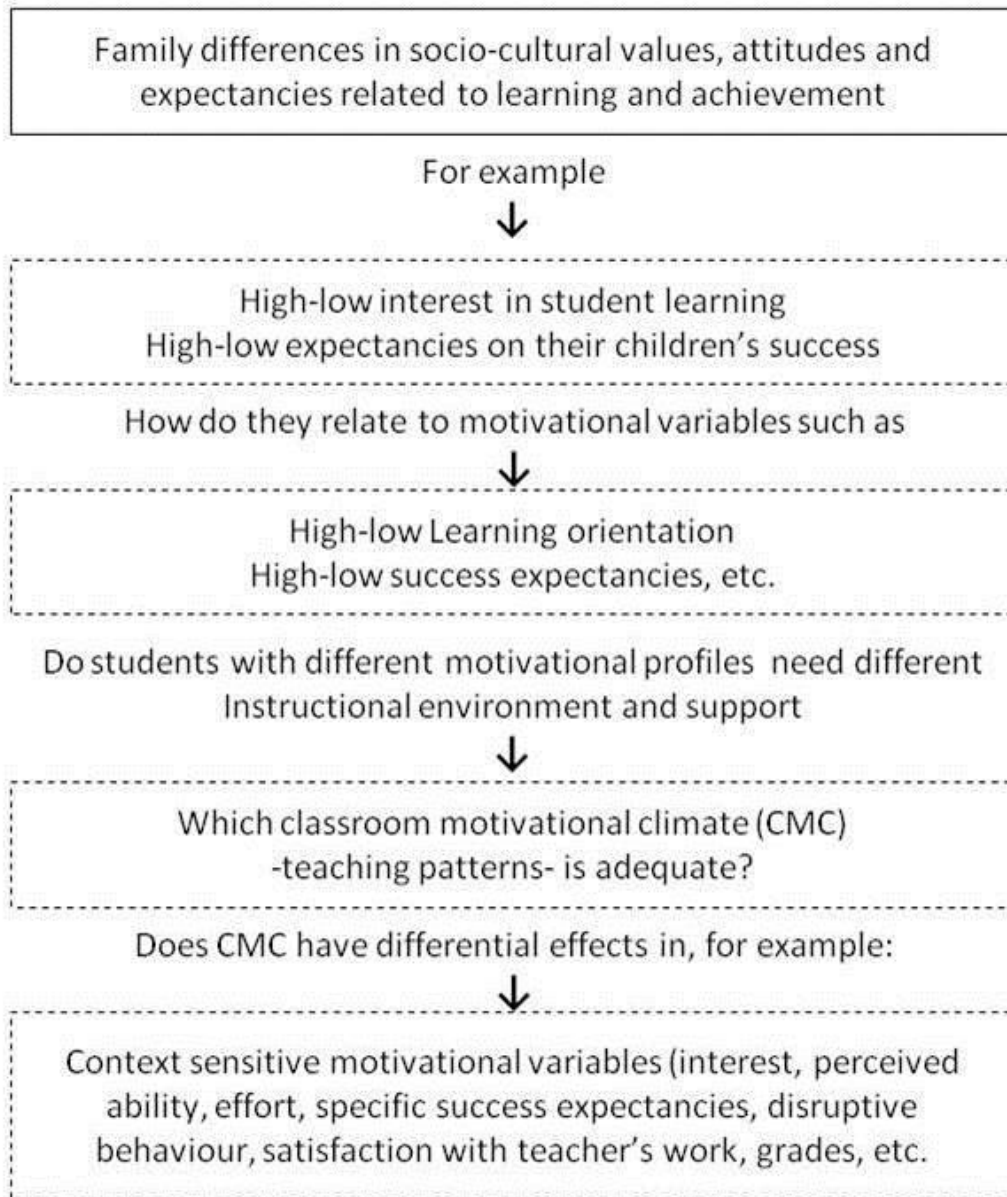 Family differences in socio-cultural values, attitudes and
expectancies related to learning and achievement
For example
High-low interest in student learning
High-low expectancies on their children's success
How do they relate to motivational variables such as
High-low Learning orientation
High-low success expectancies, etc.
Do students with different motivational profiles need different
Instructional environment and support
Which classroom motivational climate (CMC)
-teaching patterns- is adequate?
Does CMC have differential effects in, for example:
Context sensitive motivational variables (interest, perceived
ability, effort, specific success expectancies, disruptive
behaviour, satisfaction with teacher's work, grades, etc.